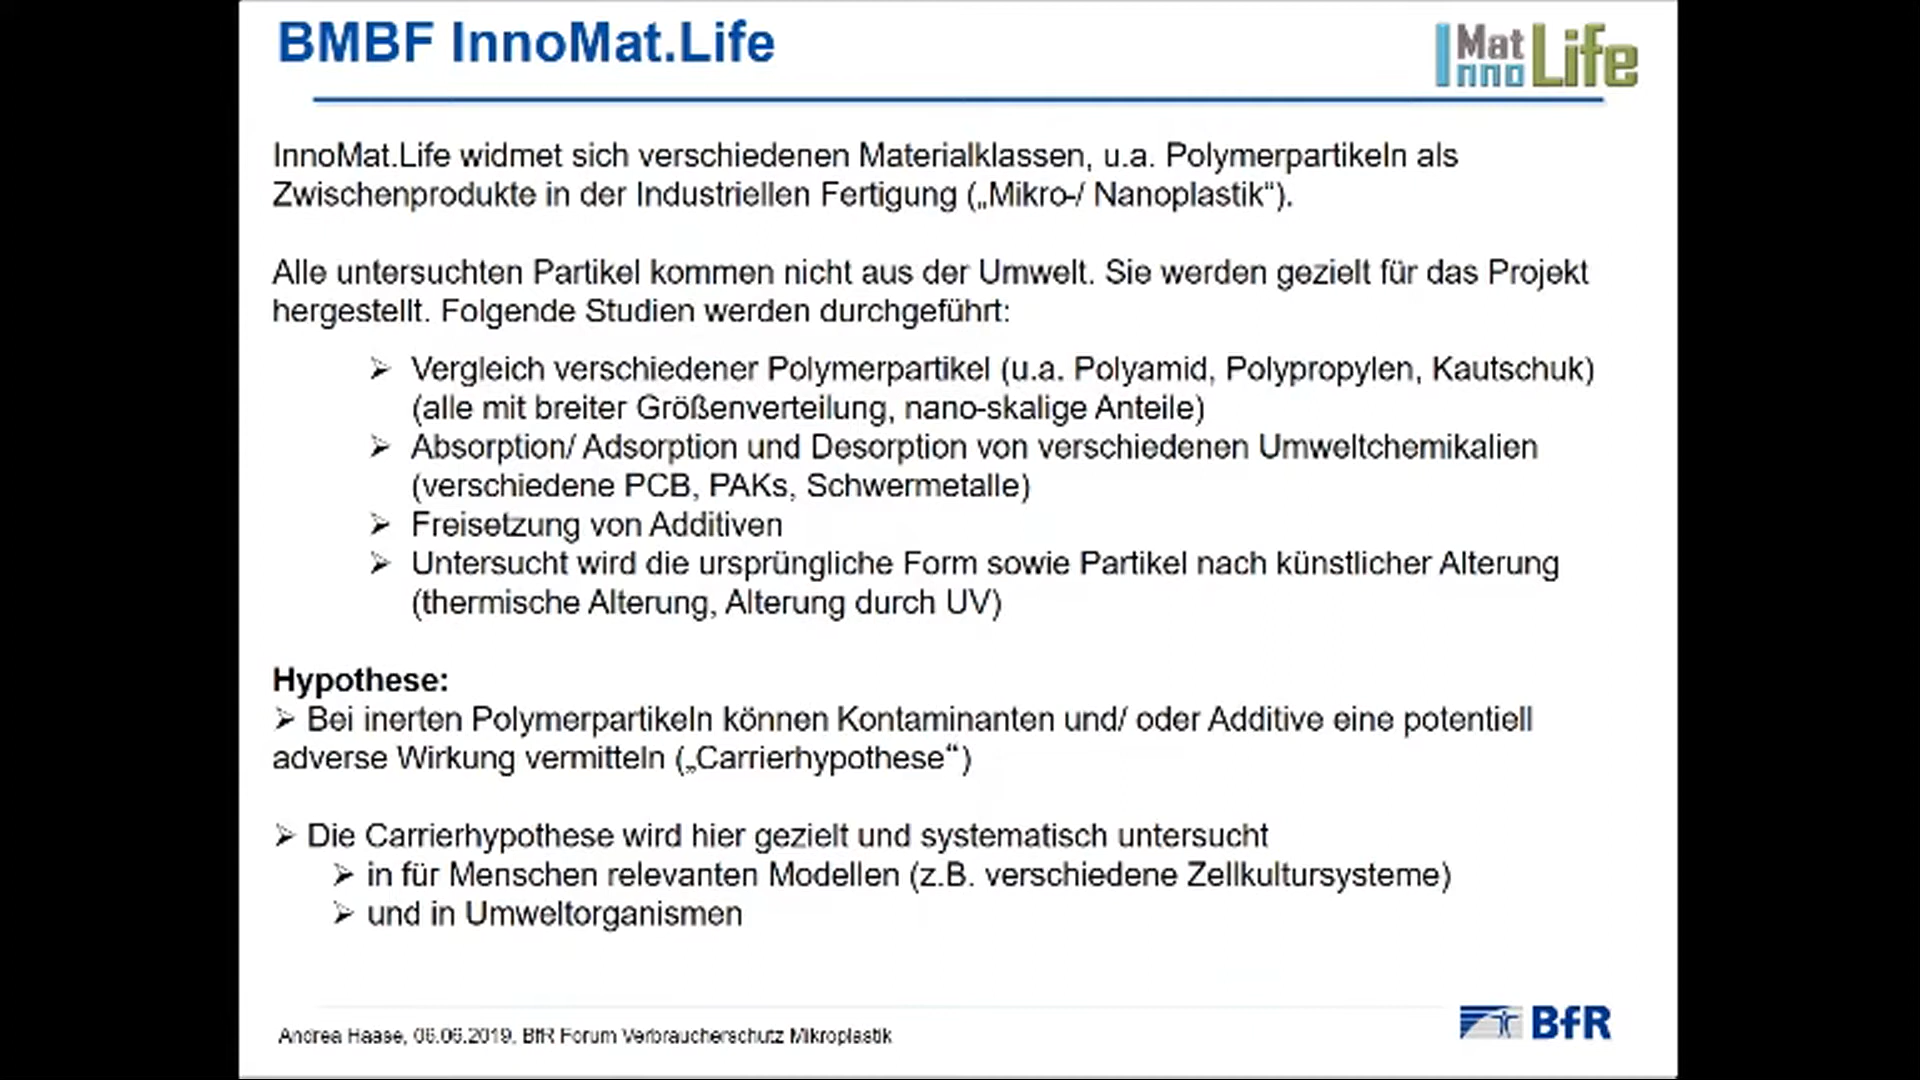 BMBF InnoMat.Life
Mat
Inno Life
InnoMat.Life widmet sich verschiedenen Materialklassen, u.a. Polymerpartikeln als
Zwischenprodukte in der Industriellen Fertigung („Mikro-/ Nanoplastik“).
Alle untersuchten Partikel kommen nicht aus der Umwelt. Sie werden gezielt für das Projekt
hergestellt. Folgende Studien werden durchgeführt:
➢ Vergleich verschiedener Polymerpartikel (u.a. Polyamid, Polypropylen, Kautschuk)
(alle mit breiter Größenverteilung, nano-skalige Anteile)
➢ Absorption/ Adsorption und Desorption von verschiedenen Umweltchemikalien
(verschiedene PCB, PAKs, Schwermetalle)
➢ Freisetzung von Additiven
➢ Untersucht wird die ursprüngliche Form sowie Partikel nach künstlicher Alterung
(thermische Alterung, Alterung durch UV)
Hypothese:
➢ Bei inerten Polymerpartikeln können Kontaminanten und/ oder Additive eine potentiell
adverse Wirkung vermitteln („Carrierhypothese“)
➢ Die Carrierhypothese wird hier gezielt und systematisch untersucht
➢ in für Menschen relevanten Modellen (z.B. verschiedene Zellkultursysteme)
➢ und in Umweltorganismen
Andrea Haase, 06.06.2019, BfR Forum Verbraucherschutz Mikroplastik
BfR